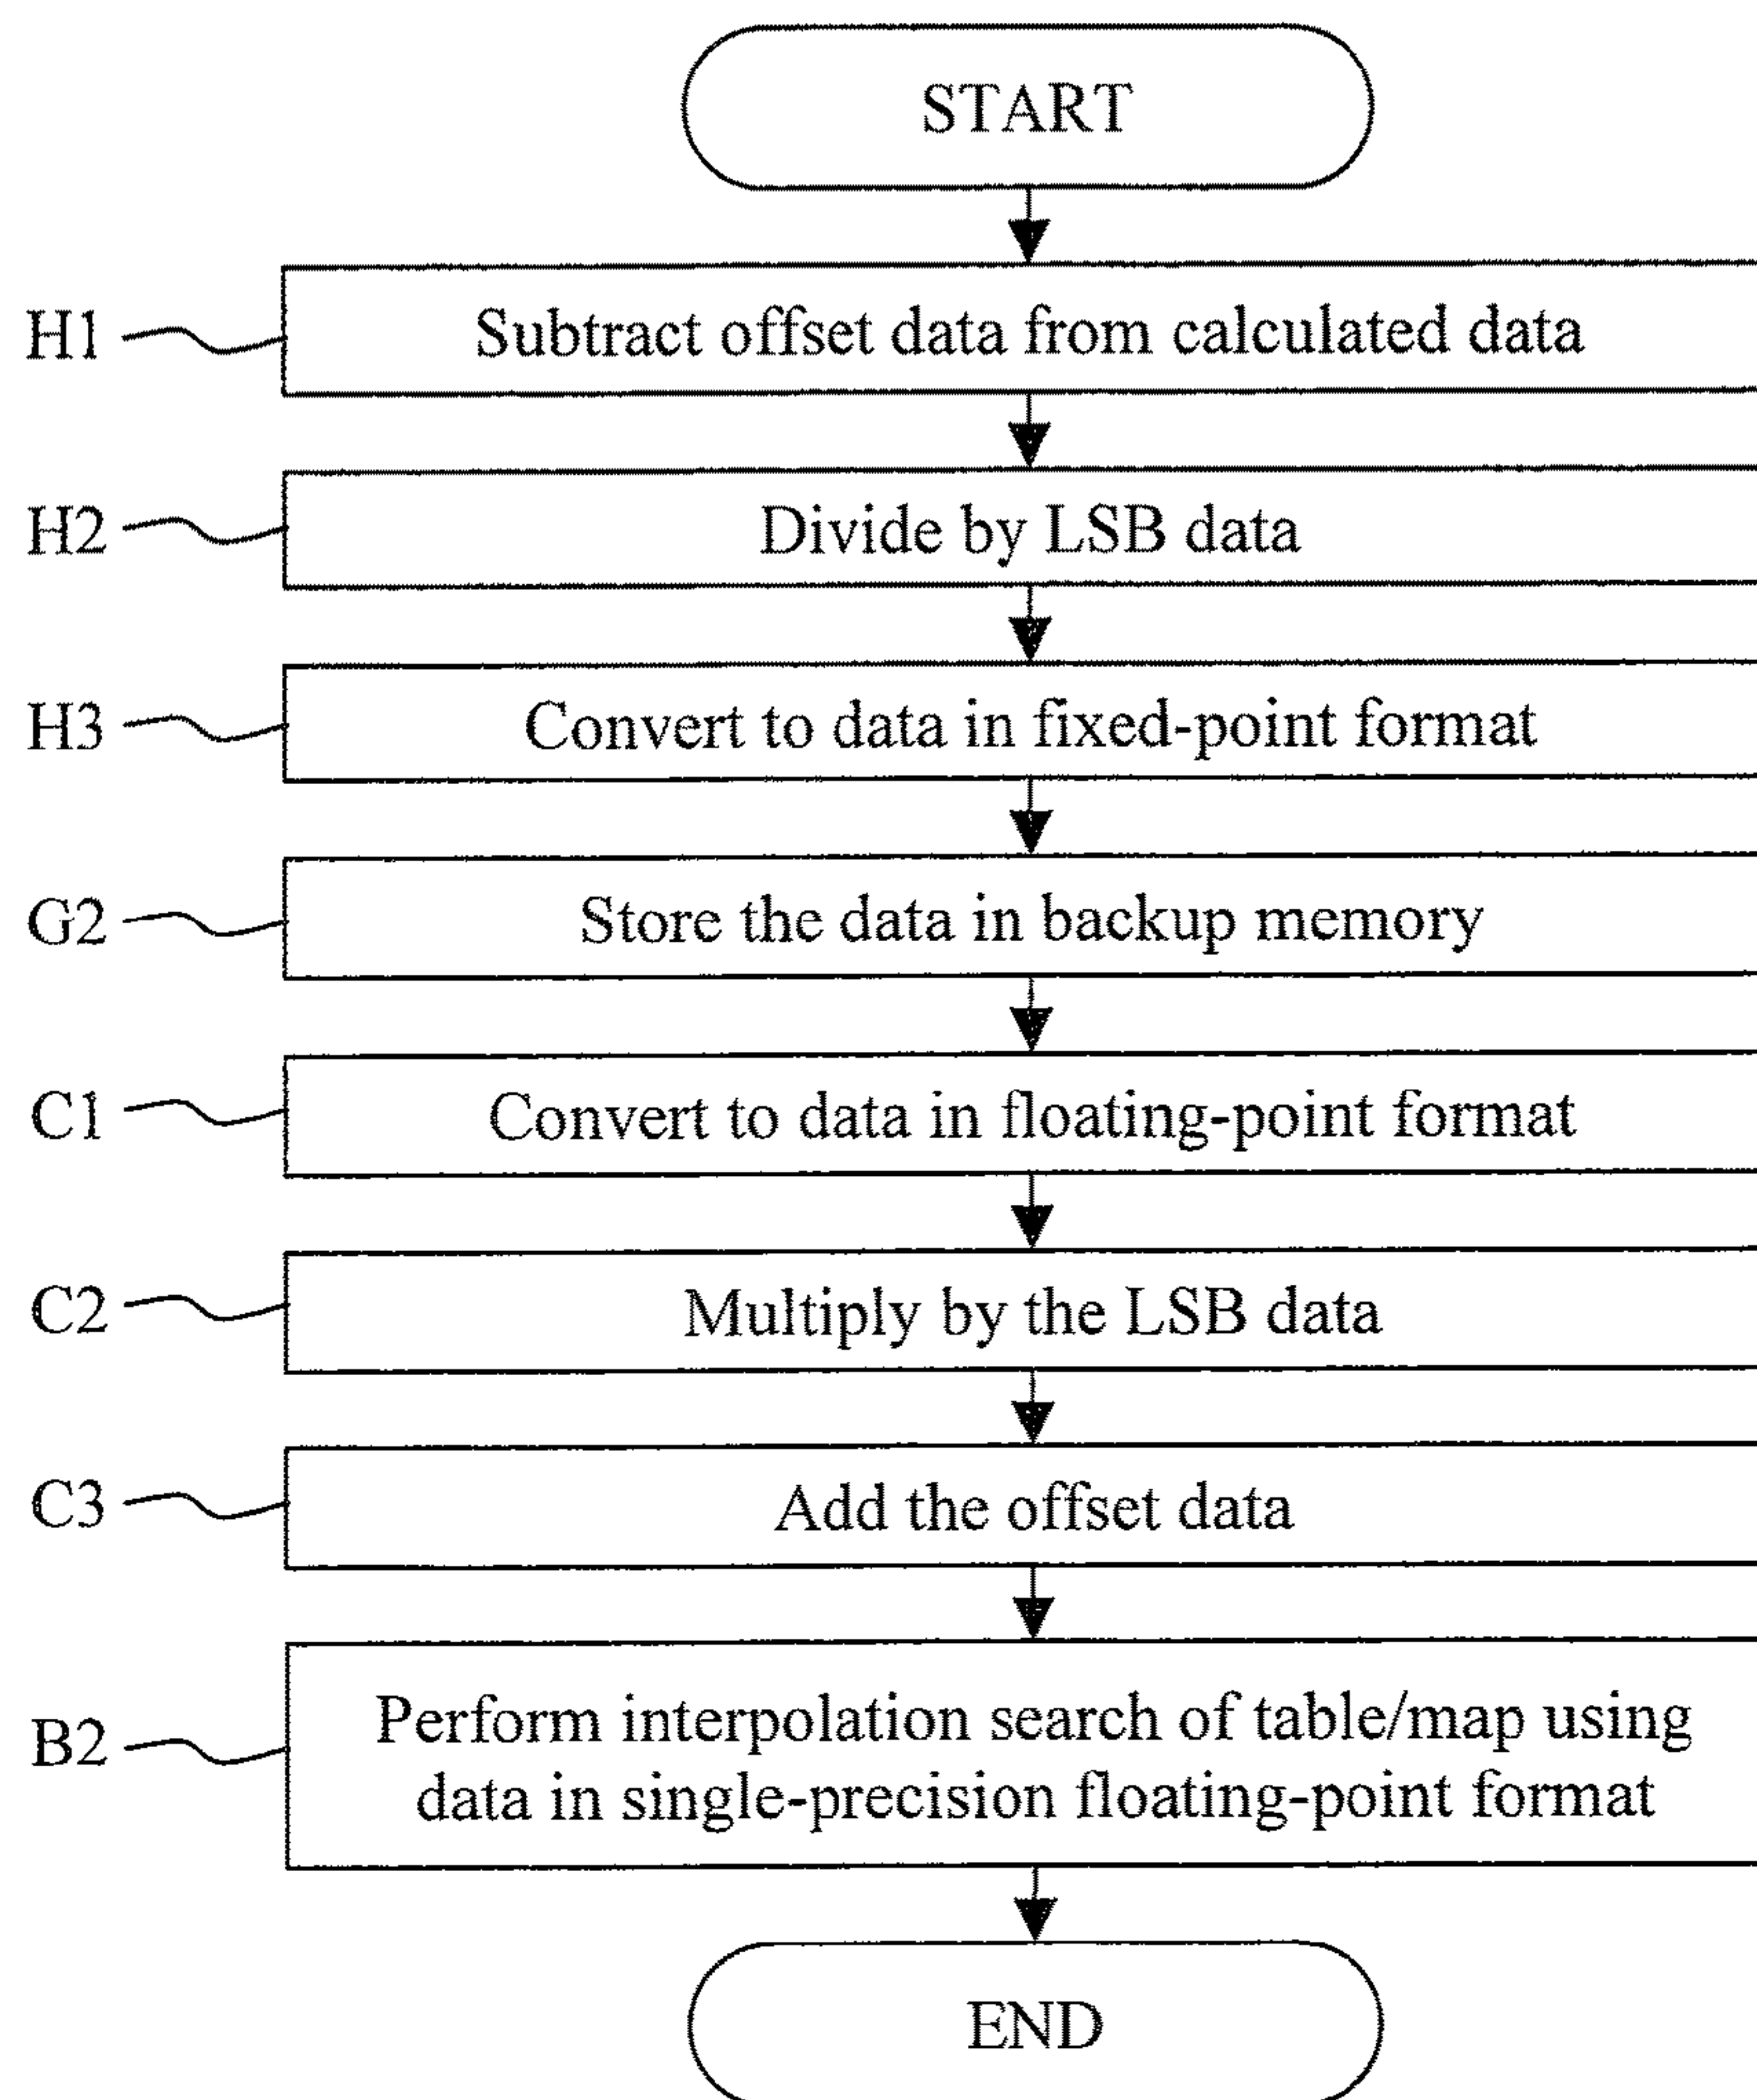 START
H1 Subtract offset data from calculated data
H2 Divide by LSB data
H3 Convert to data in fixed-point format
G2 Store the data in backup memory
C1 Convert to data in floating-point format
C2 Multiply by the LSB data
C3 Add the offset data
B2 Perform interpolation search of table/map using
data in single-precision floating-point format
END